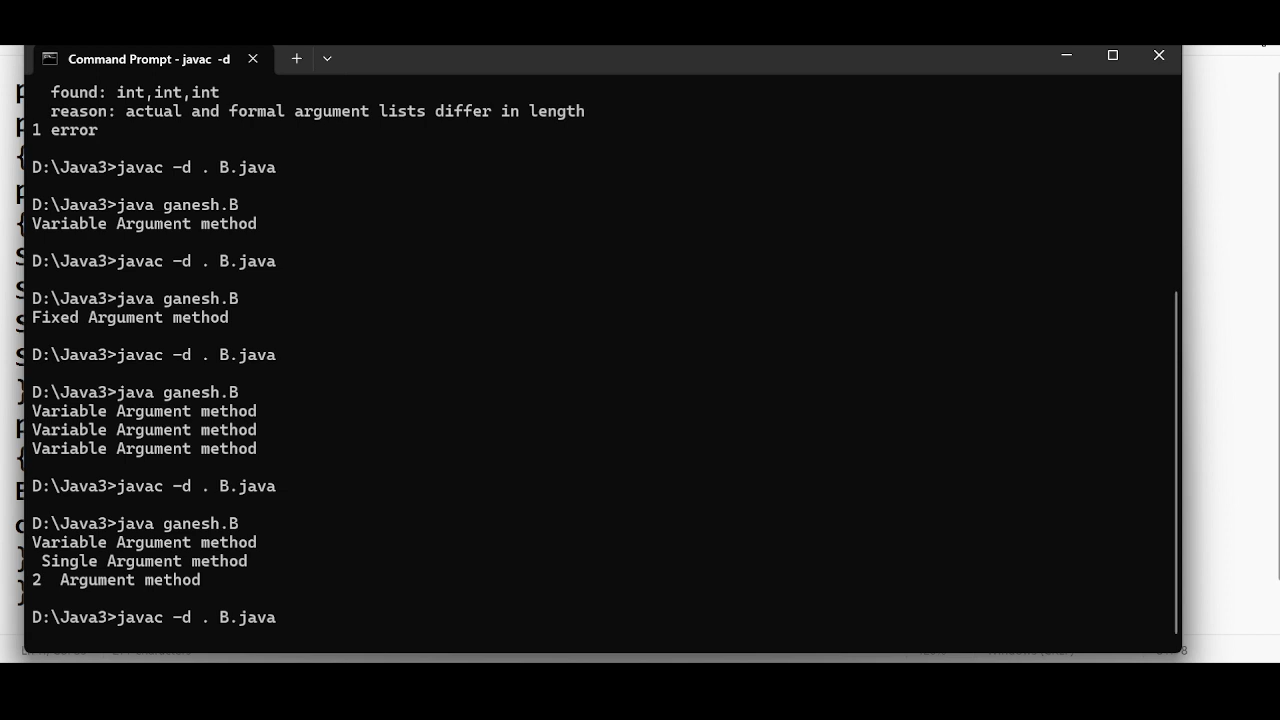 Command Prompt - javac -d
found: int,int,int
reason: actual and formal argument lists differ in length
1 error
D:\Java3>javac -d . B.java
D:\Java3>java ganesh.B
Variable Argument method
D:\Java3>javac -d . B.java
D:\Java3>java ganesh.B
Fixed Argument method
D:\Java3>javac -d . B.java
D:\Java3>java ganesh.B
Variable Argument method
Variable Argument method
Variable Argument method
D:\Java3>javac -d . B.java
D:\Java3>java ganesh.B
Variable Argument method
Single Argument method
2  Argument method
D:\Java3>javac -d . B.java